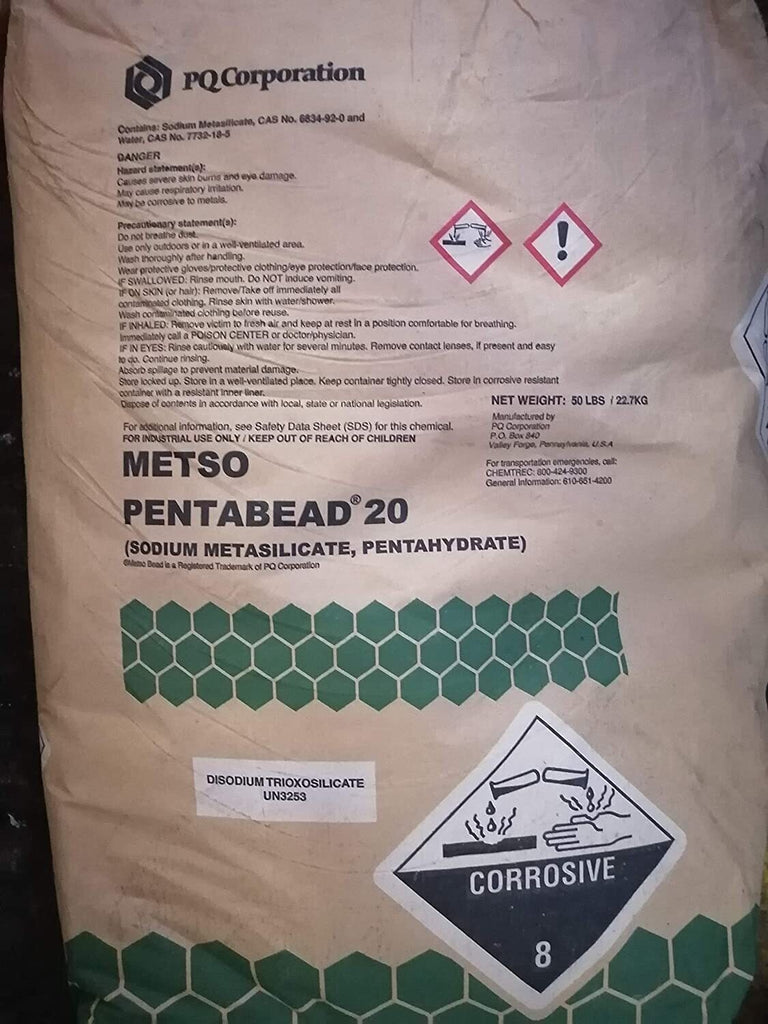 PQ Corporation
Contains: Sodium Metasilicate, CAS No. 6834-92-0 and
Water, CAS No. 7732-18-5
DANGER
Hazard statement(s):
Causes severe skin burns and eye damage.
May cause respiratory irritation.
May be corrosive to metals.
Precautionary statement(s):
Do not breathe dust.
Use only outdoors or in a well-ventilated area.
Wash thoroughly after handling.
Wear protective gloves/protective clothing/eye protection/face protection.
IF SWALLOWED: Rinse mouth. Do NOT induce vomiting.
IF ON SKIN (or hair): Remove/Take off immediately all
contaminated clothing. Rinse skin with water/shower.
Wash contaminated clothing before reuse.
IF INHALED: Remove victim to fresh air and keep at rest in a position comfortable for breathing.
Immediately call a POISON CENTER or doctor/physician.
IF IN EYES: Rinse cautiously with water for several minutes. Remove contact lenses, if present and easy
to do. Continue rinsing.
Absorb spillage to prevent material damage.
Store locked up. Store in a well-ventilated place. Keep container tightly closed. Store in corrosive resistant
container with a resistant inner liner.
Dispose of contents in accordance with local, state or national legislation.
For additional information, see Safety Data Sheet (SDS) for this chemical.
FOR INDUSTRIAL USE ONLY / KEEP OUT OF REACH OF CHILDREN
NET WEIGHT: 50 LBS / 22.7KG
Manufactured by
PQ Corporation
P.O. Box 840
Valley Forge, Pennsylvania, U.S.A
For transportation emergencies, call:
CHEMTREC: 800-424-9300
General Information: 610-651-4200
METSO
PENTABEAD® 20
(SODIUM METASILICATE, PENTAHYDRATE)
®Metso Bead is a Registered Trademark of PQ Corporation
DISODIUM TRIOXOSILICATE
UN3253
CORROSIVE
8